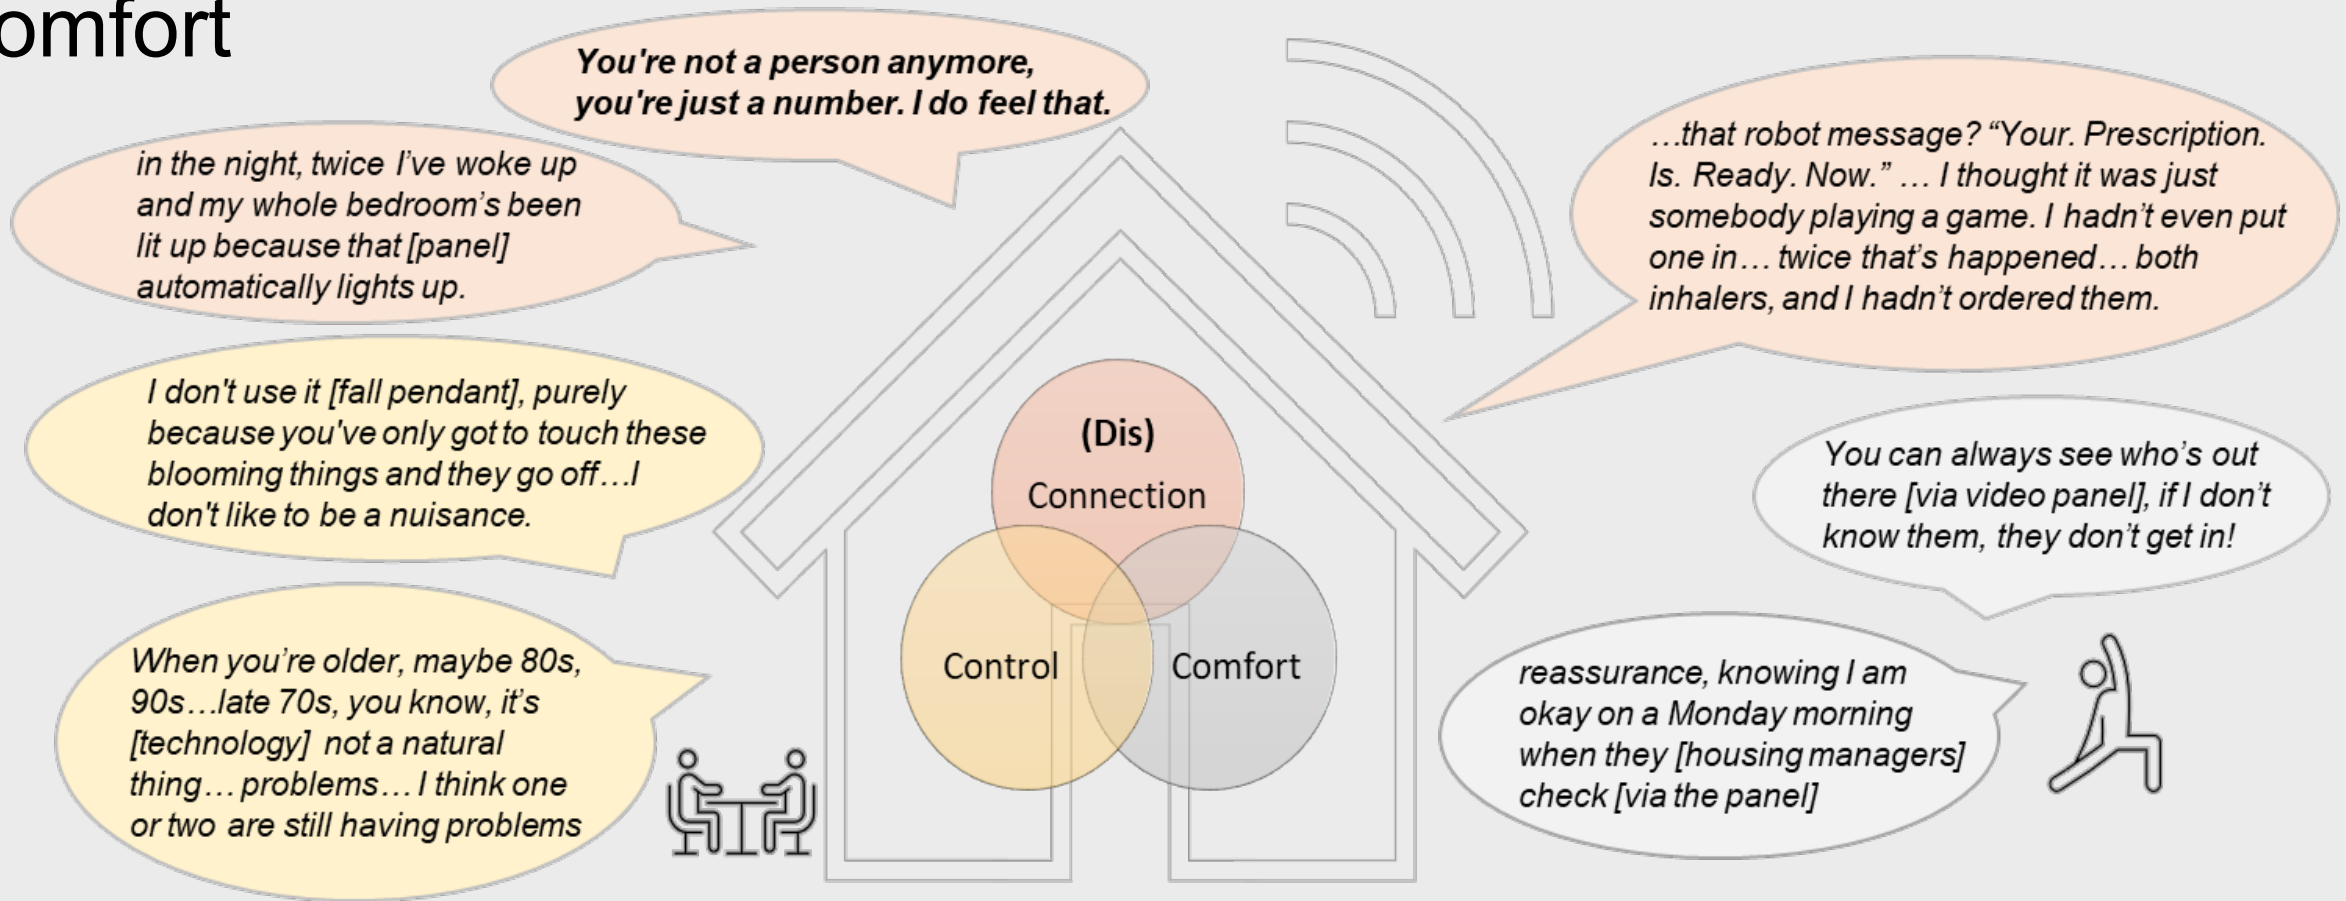 omfort
You're not a person anymore,
you're just a number. I do feel that.
in the night, twice I’ve woke up
and my whole bedroom’s been
lit up because that [panel]
automatically lights up.
…that robot message? “Your. Prescription.
Is. Ready. Now.” … I thought it was just
somebody playing a game. I hadn’t even put
one in… twice that’s happened… both
inhalers, and I hadn’t ordered them.
I don't use it [fall pendant], purely
because you've only got to touch these
blooming things and they go off…I
don't like to be a nuisance.
(Dis)
Connection
Control
Comfort
You can always see who’s out
there [via video panel], if I don’t
know them, they don’t get in!
When you’re older, maybe 80s,
90s…late 70s, you know, it’s
[technology] not a natural
thing… problems… I think one
or two are still having problems
reassurance, knowing I am
okay on a Monday morning
when they [housing managers]
check [via the panel]